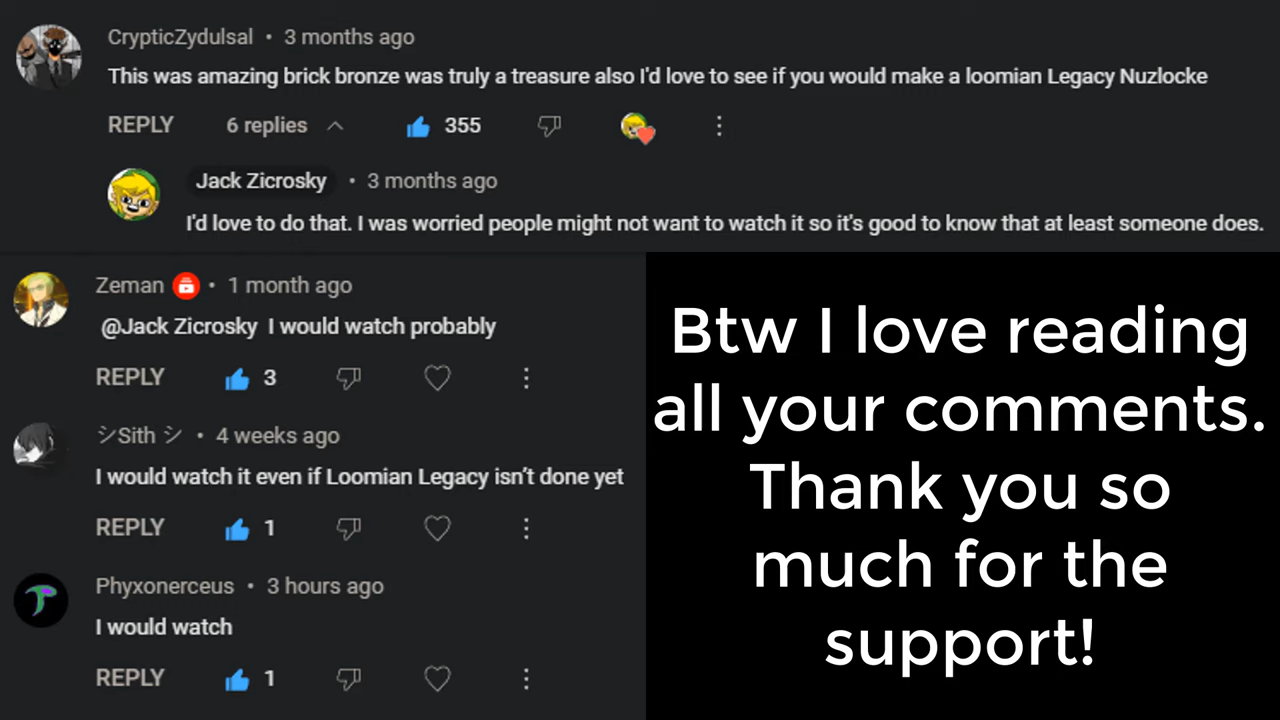 CrypticZydulsal • 3 months ago
This was amazing brick bronze was truly a treasure also I'd love to see if you would make a loomian Legacy Nuzlocke
REPLY 6 replies 355
Jack Zicrosky • 3 months ago
I'd love to do that. I was worried people might not want to watch it so it's good to know that at least someone does.
Zeman • 1 month ago
@Jack Zicrosky I would watch probably
REPLY 3
シSith シ • 4 weeks ago
I would watch it even if Loomian Legacy isn’t done yet
REPLY 1
Phyxonerceus • 3 hours ago
I would watch
REPLY 1
Btw I love reading
all your comments.
Thank you so
much for the
support!